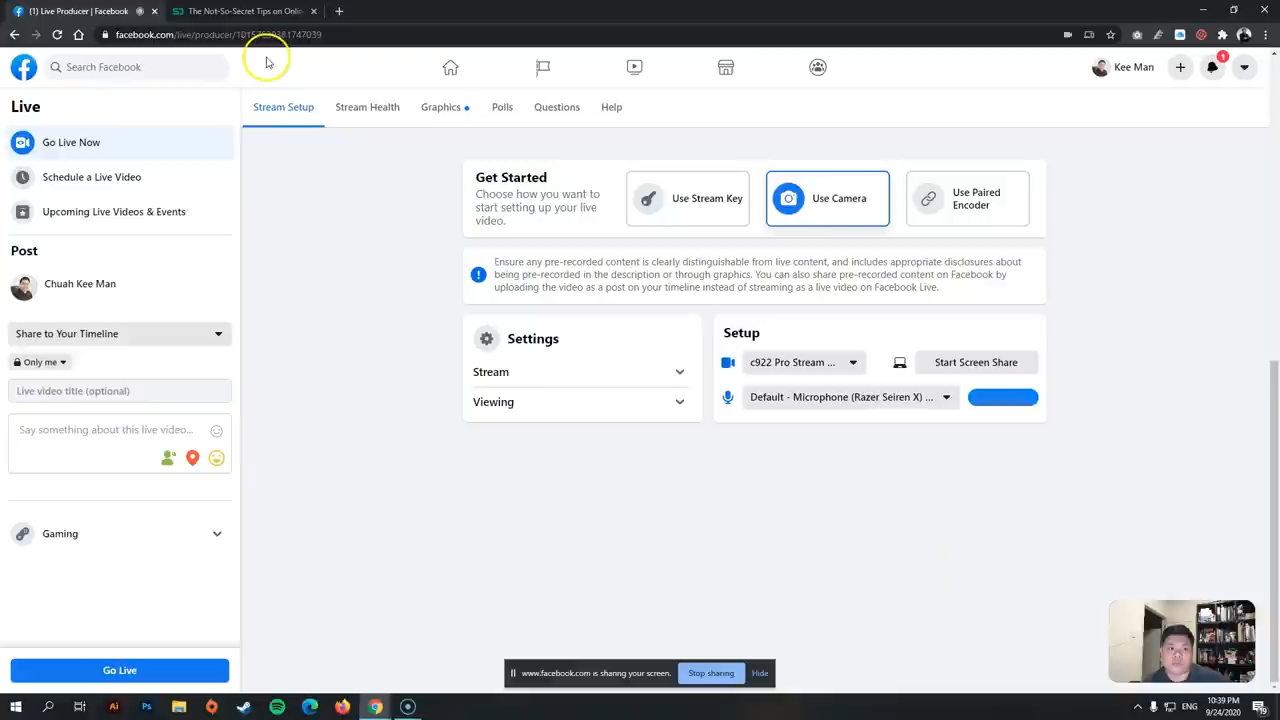 (1) Live Producer | Facebook
The Not-So-Secret Tips on Onlin
facebook.com/live/producer/10157639381747039
Search Facebook
Kee Man
1
Live
Go Live Now
Schedule a Live Video
Upcoming Live Videos & Events
Post
Chuah Kee Man
Share to Your Timeline
Only me
Live video title (optional)
Say something about this live video...
Gaming
Go Live
Stream Setup
Stream Health
Graphics
Polls
Questions
Help
Get Started
Choose how you want to
start setting up your live
video.
Use Stream Key
Use Camera
Use Paired
Encoder
Ensure any pre-recorded content is clearly distinguishable from live content, and includes appropriate disclosures about
being pre-recorded in the description or through graphics. You can also share pre-recorded content on Facebook by
uploading the video as a post on your timeline instead of streaming as a live video on Facebook Live.
Settings
Stream
Viewing
Setup
c922 Pro Stream ...
Start Screen Share
Default - Microphone (Razer Seiren X) ...
www.facebook.com is sharing your screen.
Stop sharing
Hide
Ai
Ps
ENG
10:39 PM
9/24/2020
19